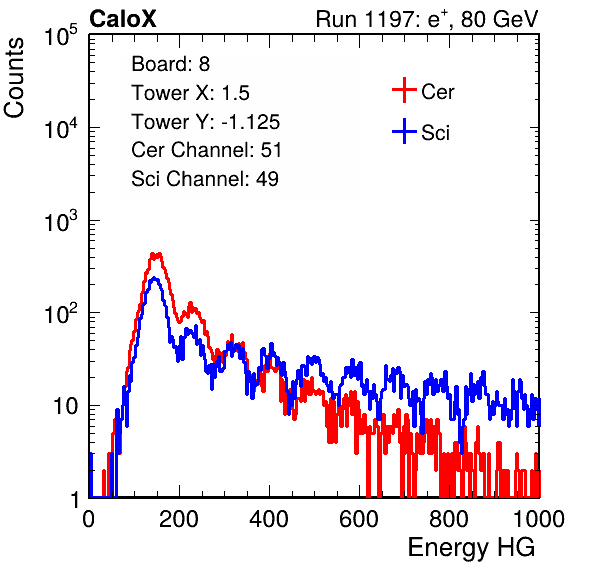 CaloX Run 1197: e⁺, 80 GeV
Counts
Board: 8
Tower X: 1.5
Tower Y: -1.125
Cer Channel: 51
Sci Channel: 49
Cer
Sci
10⁵
10⁴
10³
10²
10
1
0 200 400 600 800 1000
Energy HG